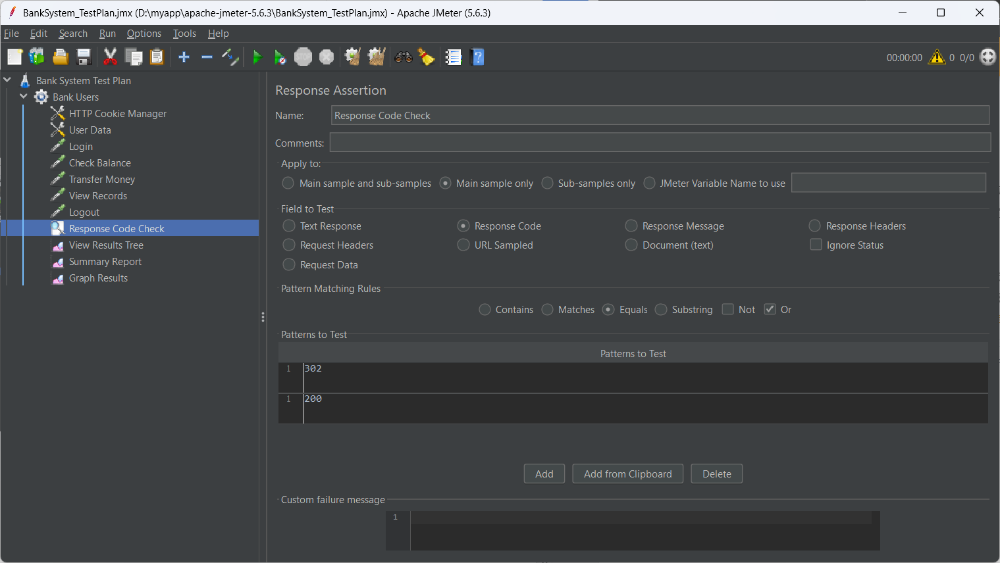 BankSystem_TestPlan.jmx (D:\myapp\apache-jmeter-5.6.3\BankSystem_TestPlan.jmx) - Apache JMeter (5.6.3)
File Edit Search Run Options Tools Help
STOP 00:00:00 0 0/0
Bank System Test Plan
Bank Users
HTTP Cookie Manager
User Data
Login
Check Balance
Transfer Money
View Records
Logout
Response Code Check
View Results Tree
Summary Report
Graph Results
Response Assertion
Name: Response Code Check
Comments:
Apply to:
Main sample and sub-samples Main sample only Sub-samples only JMeter Variable Name to use
Field to Test
Text Response Response Code Response Message Response Headers
Request Headers URL Sampled Document (text) Ignore Status
Request Data
Pattern Matching Rules
Contains Matches Equals Substring Not Or
Patterns to Test
Patterns to Test
1 302
1 200
Add Add from Clipboard Delete
Custom failure message
1